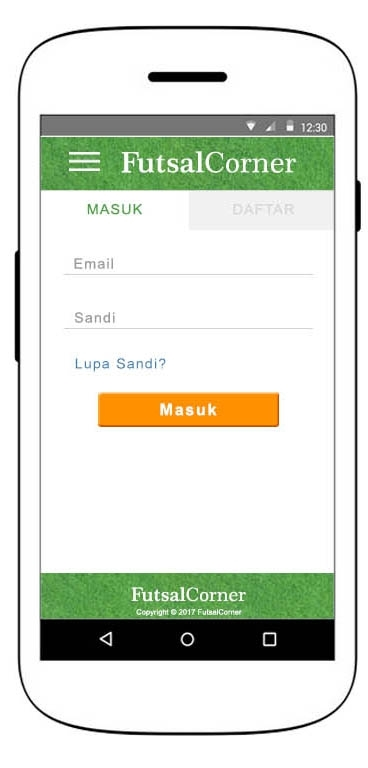 12:30
FutsalCorner
MASUK DAFTAR
Email
Sandi
Lupa Sandi?
Masuk
FutsalCorner
Copyright © 2017 FutsalCorner